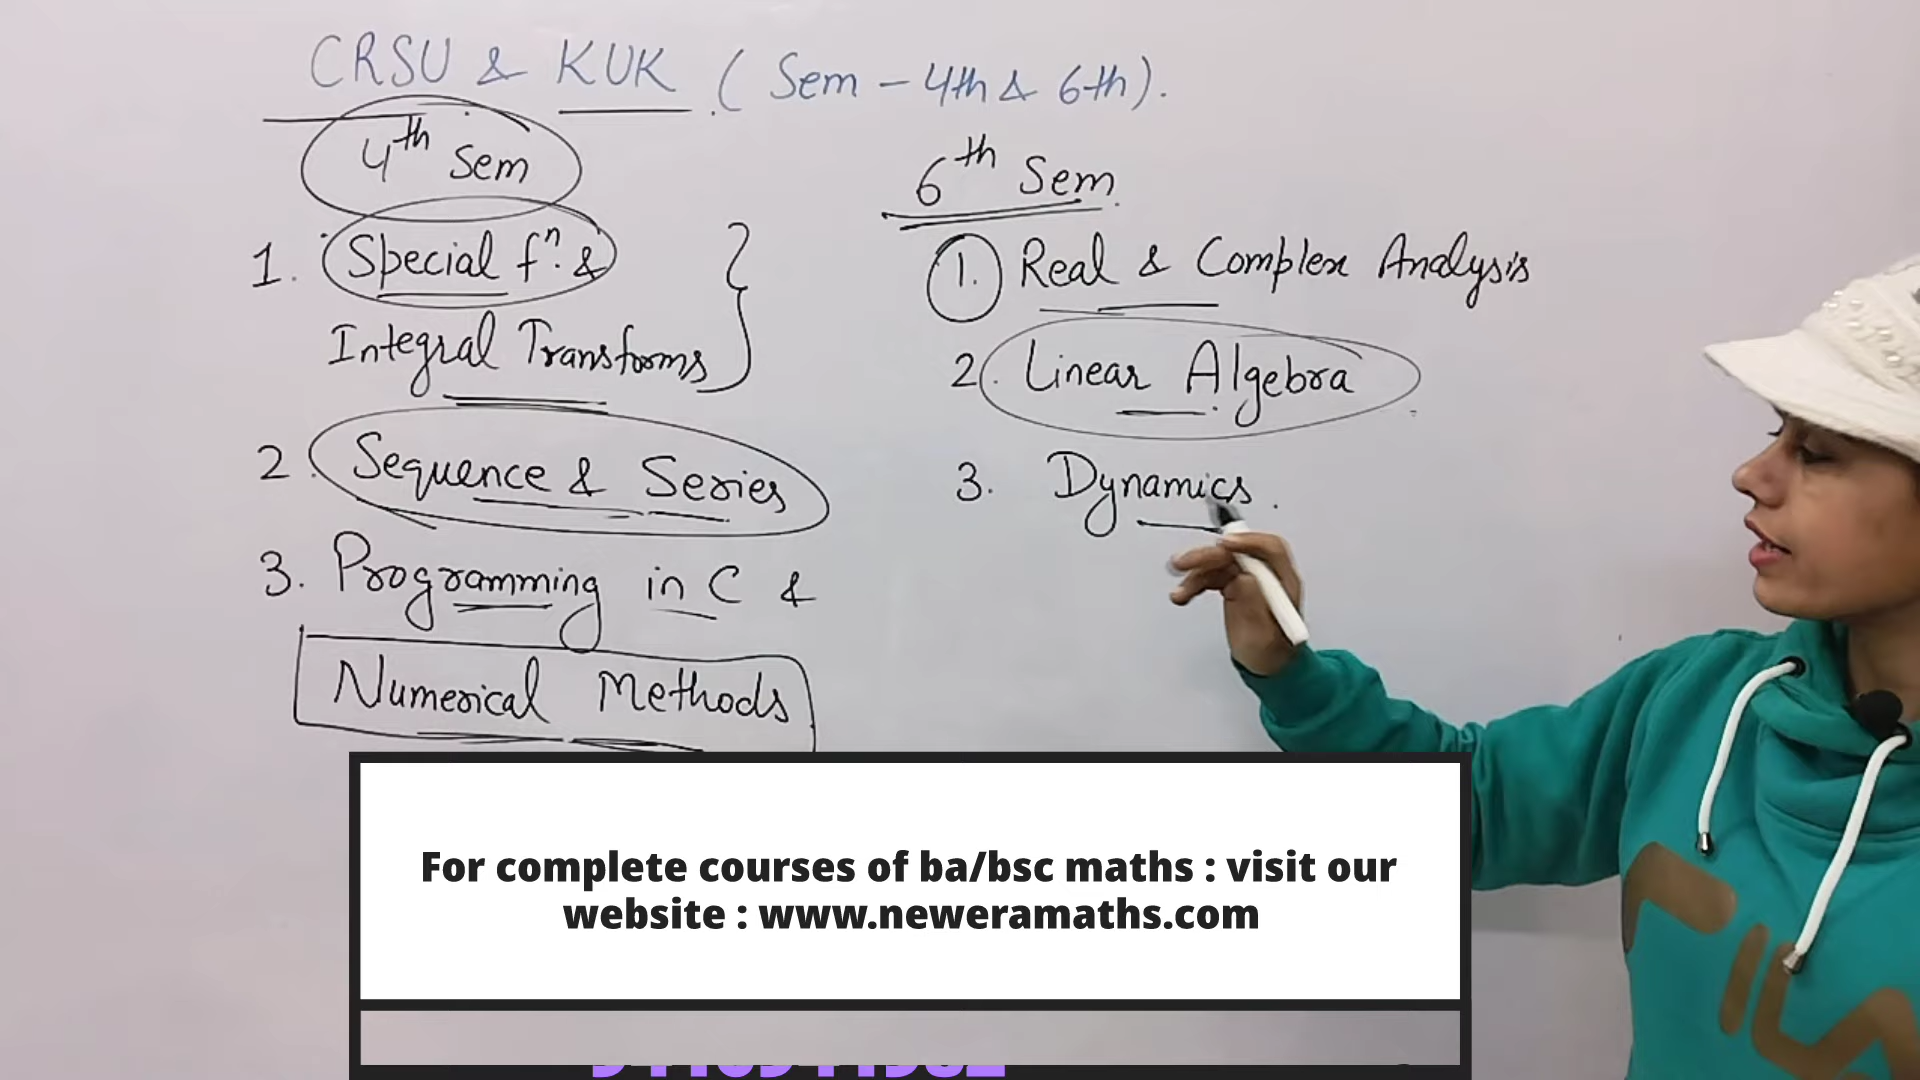 CRSU & KUK (Sem - 4th & 6th).
4th Sem
1. Special fn. &
Integral Transforms
2. Sequence & Series
3. Programming in C &
Numerical Methods
6th Sem
1. Real & Complex Analysis
2. Linear Algebra
3. Dynamics.
For complete courses of ba/bsc maths : visit our
website : www.neweramaths.com